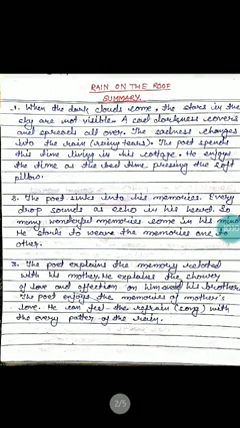 RAIN ON THE ROOF
SUMMARY
1. When the dark clouds come, the stars in the
sky are not visible. A cool darkness covers
and spreads all over. The sadness changes
into the rain (rainy tears). The poet spends
this time living in his cottage. He enjoys
the time as the best time pressing the soft
pillow.
2. The poet sinks into his memories. Every
drop sounds as echo in his heart. So
many wonderful memories come in his mind.
He starts to weave the memories one to
other.
3. The poet explains the memory related
with his mother. He explains the shower
of love and affection on him and his brother.
The poet enjoys the memories of mother's
love. He can feel the refrain (song) with
the every patter of the rain.
2/5